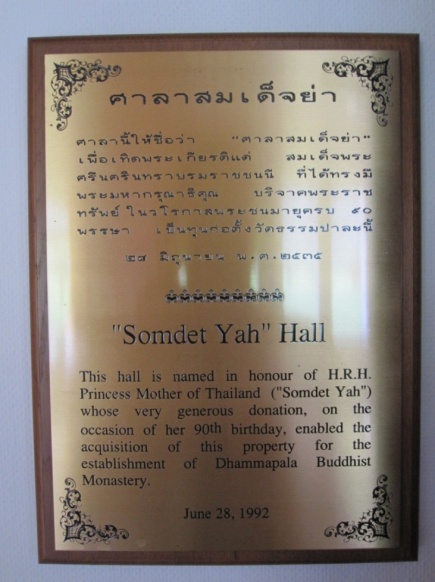 ศาลาสมเด็จย่า
ศาลานี้ให้ชื่อว่า "ศาลาสมเด็จย่า"
เพื่อเทิดพระเกียรติแด่ สมเด็จพระ
ศรีนครินทราบรมราชชนนี ที่ได้ทรงมี
พระมหากรุณาธิคุณ บริจาคพระราช
ทรัพย์ ในวโรกาสพระชนมายุครบ ๙๐
พรรษา เป็นทุนก่อตั้งวัดธรรมปาละนี้
๒๘ มิถุนายน พ.ศ.๒๕๓๕
"Somdet Yah" Hall
This hall is named in honour of H.R.H.
Princess Mother of Thailand ("Somdet Yah")
whose very generous donation, on the
occasion of her 90th birthday, enabled the
acquisition of this property for the
establishment of Dhammapala Buddhist
Monastery.
June 28, 1992